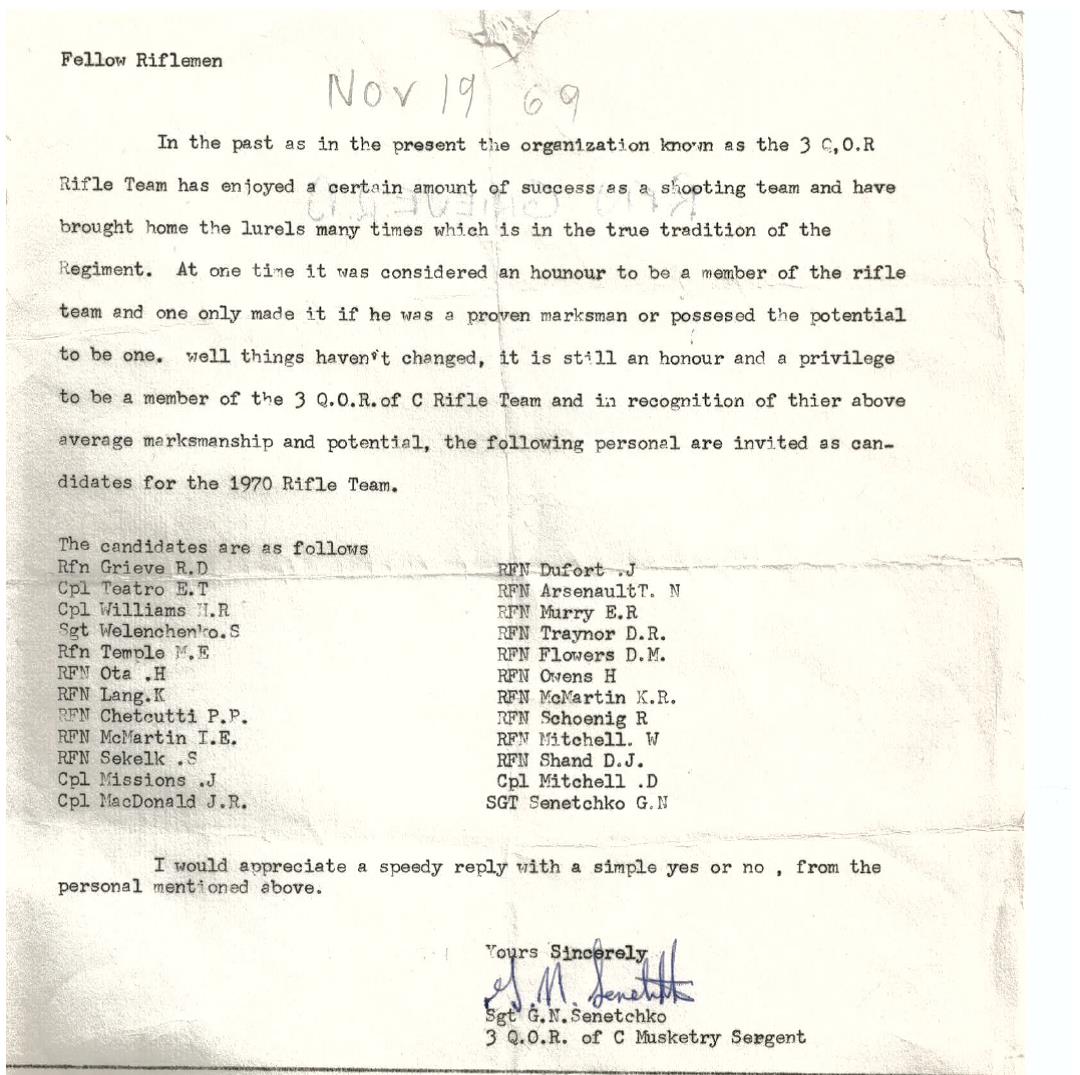 Fellow Riflemen
Nov 19 69
In the past as in the present the organization known as the 3 Q,O.R
Rifle Team has enjoyed a certain amount of success as a shooting team and have
brought home the lurels many times which is in the true tradition of the
Regiment. At one time it was considered an hounour to be a member of the rifle
team and one only made it if he was a proven marksman or possesed the potential
to be one. well things haven't changed, it is still an honour and a privilege
to be a member of the 3 Q.O.R.of C Rifle Team and in recognition of thier above
average marksmanship and potential, the following personal are invited as can-
didates for the 1970 Rifle Team.
The candidates are as follows
Rfn Grieve R.D
Cpl Teatro E.T
Cpl Williams H.R
Sgt Welenchenko.S
Rfn Temple M.E
RFN Ota .H
RFN Lang.K
RFN Chetcutti P.P.
RFN McMartin I.E.
RFN Sekelk .S
Cpl Missions .J
Cpl MacDonald J.R.
RFN Dufort .J
RFN ArsenaultT. N
RFN Murry E.R
RFN Traynor D.R.
RFN Flowers D.M.
RFN Owens H
RFN McMartin K.R.
RFN Schoenig R
RFN Mitchell. W
RFN Shand D.J.
Cpl Mitchell .D
SGT Senetchko G.N
I would appreciate a speedy reply with a simple yes or no , from the
personal mentioned above.
Yours Sincerely
G. N. Senetchko
Sgt G.N.Senetchko
3 Q.O.R. of C Musketry Sergent